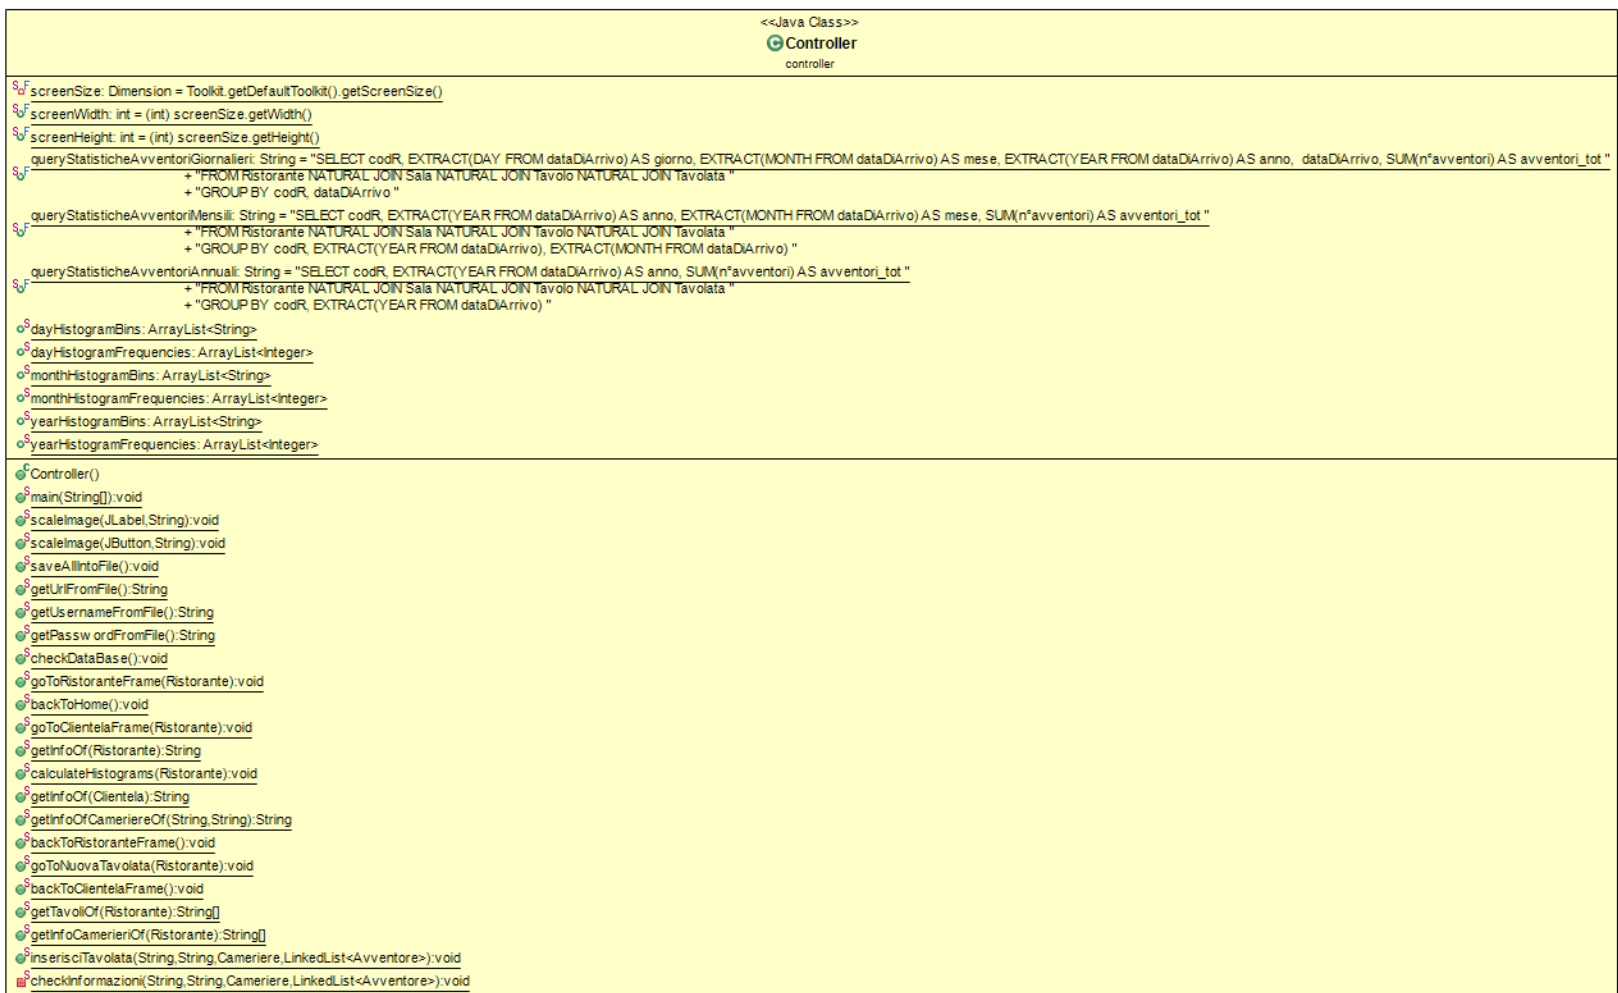 <<Java Class>>
Controller
controller
screenSize: Dimension = Toolkit.getDefaultToolkit().getScreenSize()
screenWidth: int = (int) screenSize.getWidth()
screenHeight: int = (int) screenSize.getHeight()
queryStatisticheAvventoriGiornalieri: String = "SELECT codR, EXTRACT(DAY FROM dataDiArrivo) AS giorno, EXTRACT(MONTH FROM dataDiArrivo) AS mese, EXTRACT(YEAR FROM dataDiArrivo) AS anno,  dataDiArrivo, SUM(n°avventori) AS avventori_tot "
+ "FROM Ristorante NATURAL JOIN Sala NATURAL JOIN Tavolo NATURAL JOIN Tavolata "
+ "GROUP BY codR, dataDiArrivo "
queryStatisticheAvventoriMensili: String = "SELECT codR, EXTRACT(YEAR FROM dataDiArrivo) AS anno, EXTRACT(MONTH FROM dataDiArrivo) AS mese, SUM(n°avventori) AS avventori_tot "
+ "FROM Ristorante NATURAL JOIN Sala NATURAL JOIN Tavolo NATURAL JOIN Tavolata "
+ "GROUP BY codR, EXTRACT(YEAR FROM dataDiArrivo), EXTRACT(MONTH FROM dataDiArrivo) "
queryStatisticheAvventoriAnnuali: String = "SELECT codR, EXTRACT(YEAR FROM dataDiArrivo) AS anno, SUM(n°avventori) AS avventori_tot "
+ "FROM Ristorante NATURAL JOIN Sala NATURAL JOIN Tavolo NATURAL JOIN Tavolata "
+ "GROUP BY codR, EXTRACT(YEAR FROM dataDiArrivo) "
dayHistogramBins: ArrayList<String>
dayHistogramFrequencies: ArrayList<Integer>
monthHistogramBins: ArrayList<String>
monthHistogramFrequencies: ArrayList<Integer>
yearHistogramBins: ArrayList<String>
yearHistogramFrequencies: ArrayList<Integer>
Controller()
main(String[]):void
scaleImage(JLabel,String):void
scaleImage(JButton,String):void
saveAllIntoFile():void
getUrlFromFile():String
getUsernameFromFile():String
getPasswordFromFile():String
checkDataBase():void
goToRistoranteFrame(Ristorante):void
backToHome():void
goToClientelaFrame(Ristorante):void
getInfoOf(Ristorante):String
calculateHistograms(Ristorante):void
getInfoOf(Clientela):String
getInfoOfCameriereOf(String,String):String
backToRistoranteFrame():void
goToNuovaTavolata(Ristorante):void
backToClientelaFrame():void
getTavoliOf(Ristorante):String[]
getInfoCamerieriOf(Ristorante):String[]
inserisciTavolata(String,String,Cameriere,LinkedList<Avventore>):void
checkInformazioni(String,String,Cameriere,LinkedList<Avventore>):void